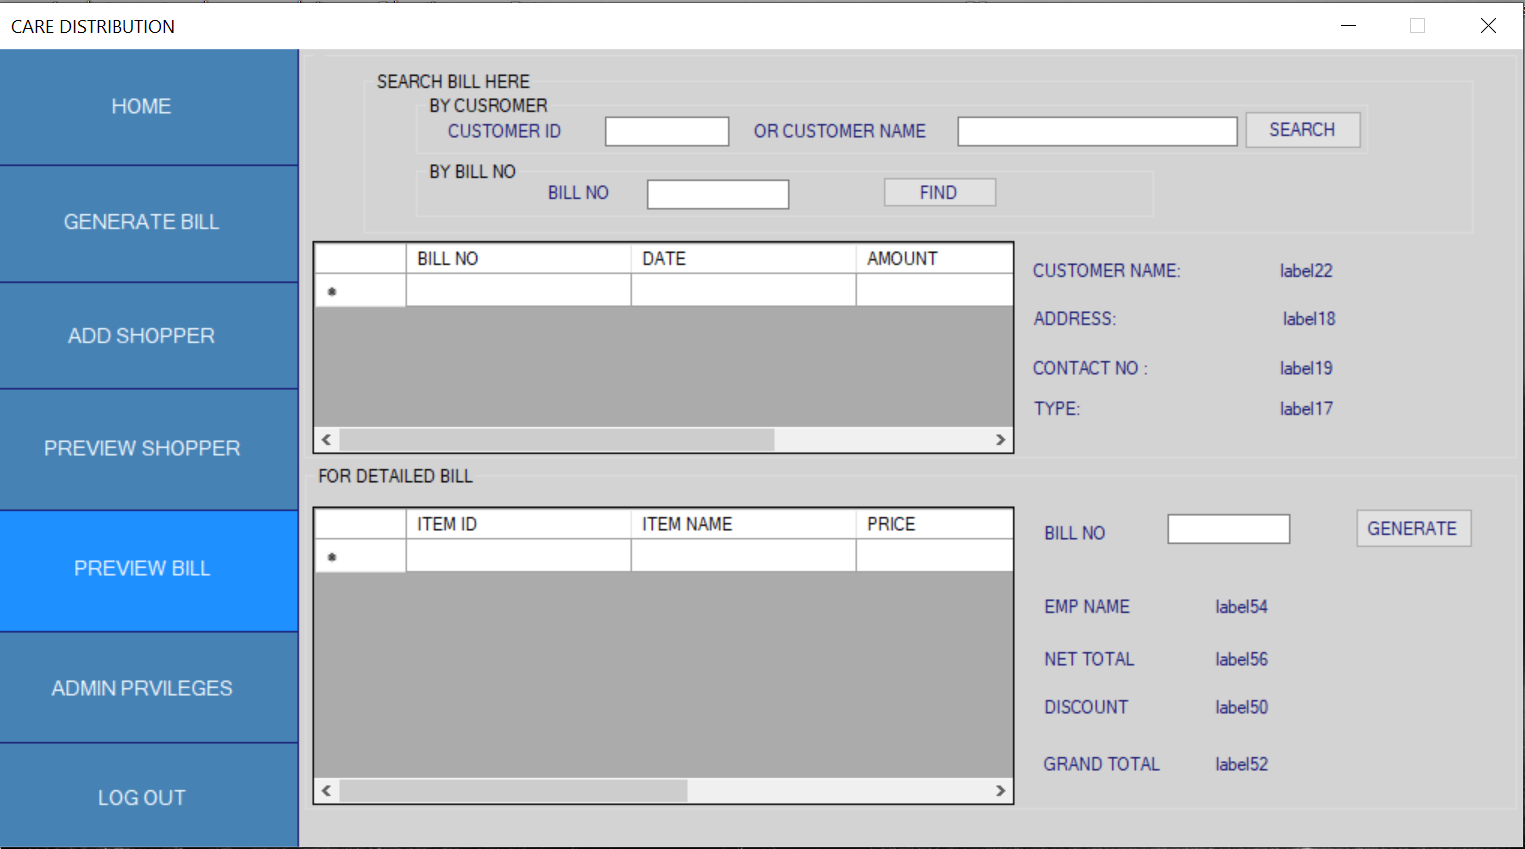 CARE DISTRIBUTION
HOME
GENERATE BILL
ADD SHOPPER
PREVIEW SHOPPER
PREVIEW BILL
ADMIN PRVILEGES
LOG OUT
SEARCH BILL HERE
BY CUSROMER
CUSTOMER ID OR CUSTOMER NAME SEARCH
BY BILL NO
BILL NO FIND
BILL NO DATE AMOUNT
CUSTOMER NAME: label22
ADDRESS: label18
CONTACT NO : label19
TYPE: label17
FOR DETAILED BILL
ITEM ID ITEM NAME PRICE
BILL NO GENERATE
EMP NAME label54
NET TOTAL label56
DISCOUNT label50
GRAND TOTAL label52